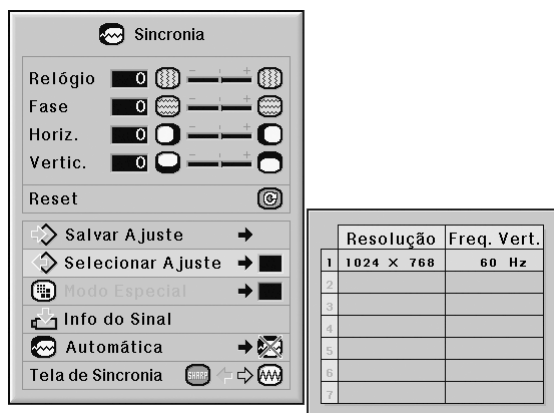 Sincronia
Relógio 0 - +
Fase 0 - +
Horiz. 0 - +
Vertic. 0 - +
Reset
Salvar Ajuste
Selecionar Ajuste
Modo Especial
Info do Sinal
Automática
Tela de Sincronia SHARP
Resolução Freq. Vert.
1 1024 × 768 60 Hz
2
3
4
5
6
7